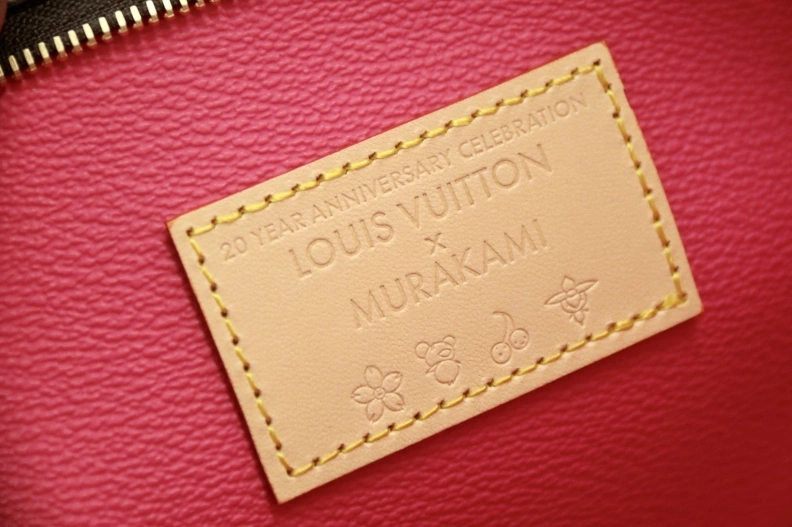 20 YEAR ANNIVERSARY CELEBRATION
LOUIS VUITTON
×
MURAKAMI